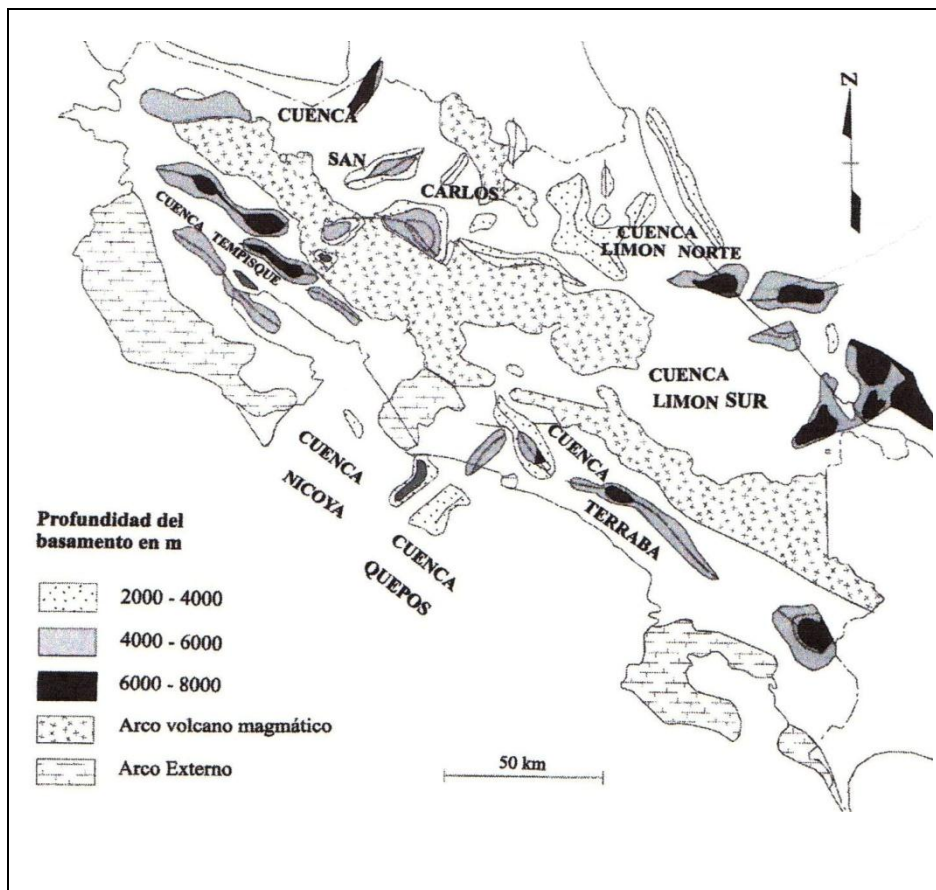 N
CUENCA
SAN
CARLOS
CUENCA
LIMON NORTE
CUENCA TEMPISQUE
CUENCA
LIMON SUR
CUENCA
TERRABA
CUENCA
NICOYA
CUENCA
QUEPOS
Profundidad del
basamento en m
2000 - 4000
4000 - 6000
6000 - 8000
Arco volcano magmático
Arco Externo
50 km